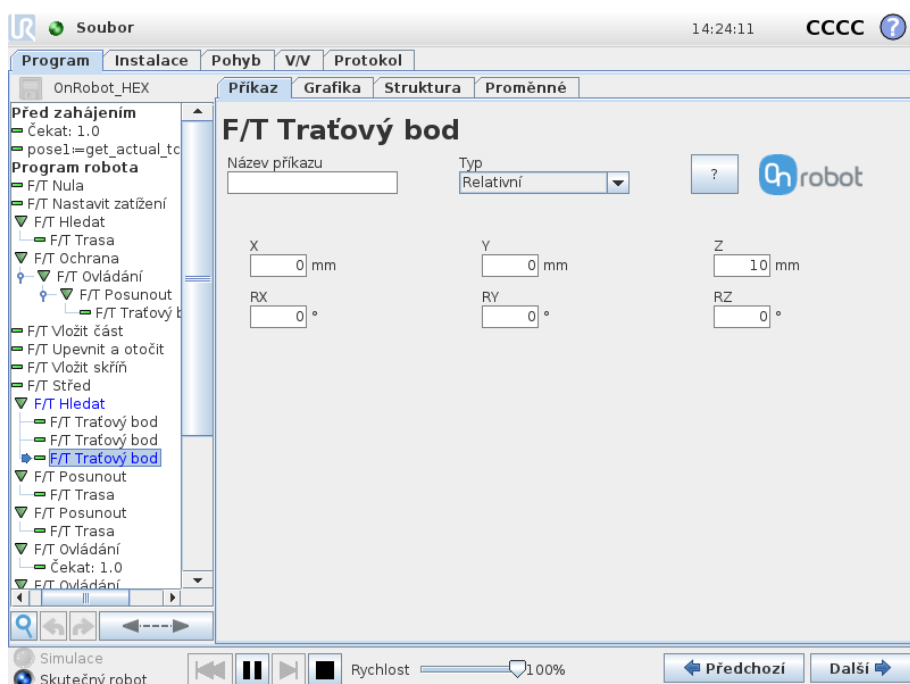 Soubor 14:24:11 CCCC ?
Program Instalace Pohyb V/V Protokol
OnRobot_HEX
Příkaz Grafika Struktura Proměnné
Před zahájením
Čekat: 1.0
pose1:=get_actual_tc
Program robota
F/T Nula
F/T Nastavit zatížení
F/T Hledat
F/T Trasa
F/T Ochrana
F/T Ovládání
F/T Posunout
F/T Traťový b
F/T Vložit část
F/T Upevnit a otočit
F/T Vložit skříň
F/T Střed
F/T Hledat
F/T Traťový bod
F/T Traťový bod
F/T Traťový bod
F/T Posunout
F/T Trasa
F/T Posunout
F/T Trasa
F/T Ovládání
Čekat: 1.0
F/T Ovládání
F/T Traťový bod
Název příkazu Typ
Relativní ? On robot
X Y Z
0 mm 0 mm 10 mm
RX RY RZ
0 ° 0 ° 0 °
Simulace
Skutečný robot
Rychlost 100%
Předchozí Další